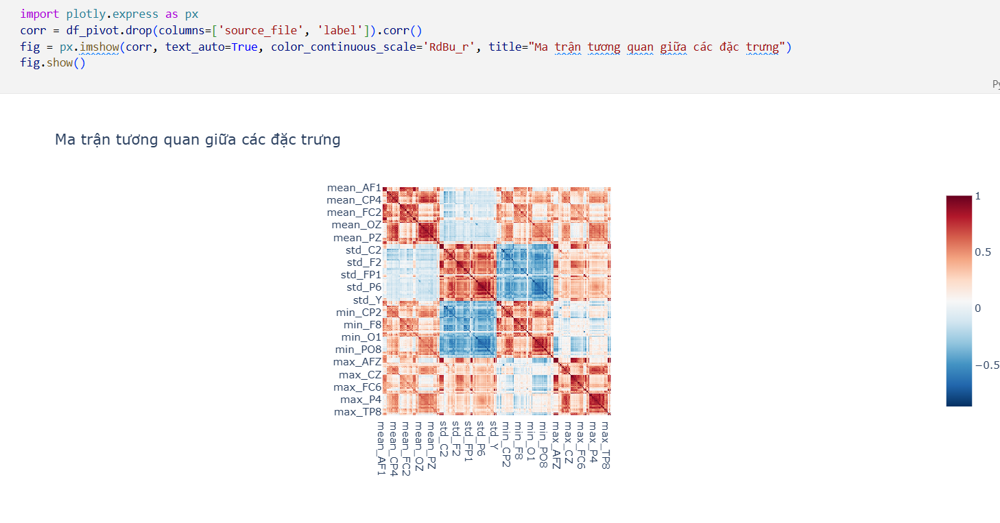 import plotly.express as px
corr = df_pivot.drop(columns=['source_file', 'label']).corr()
fig = px.imshow(corr, text_auto=True, color_continuous_scale='RdBu_r', title="Ma trận tương quan giữa các đặc trưng")
fig.show()
Ma trận tương quan giữa các đặc trưng
mean_AF1
mean_CP4
mean_FC2
mean_OZ
mean_PZ
std_C2
std_F2
std_FP1
std_P6
std_Y
min_CP2
min_F8
min_O1
min_PO8
max_AFZ
max_CZ
max_FC6
max_P4
max_TP8
mean_AF1
mean_CP4
mean_FC2
mean_OZ
mean_PZ
std_C2
std_F2
std_FP1
std_P6
std_Y
min_CP2
min_F8
min_O1
min_PO8
max_AFZ
max_CZ
max_FC6
max_P4
max_TP8
1
0.5
0
−0.5